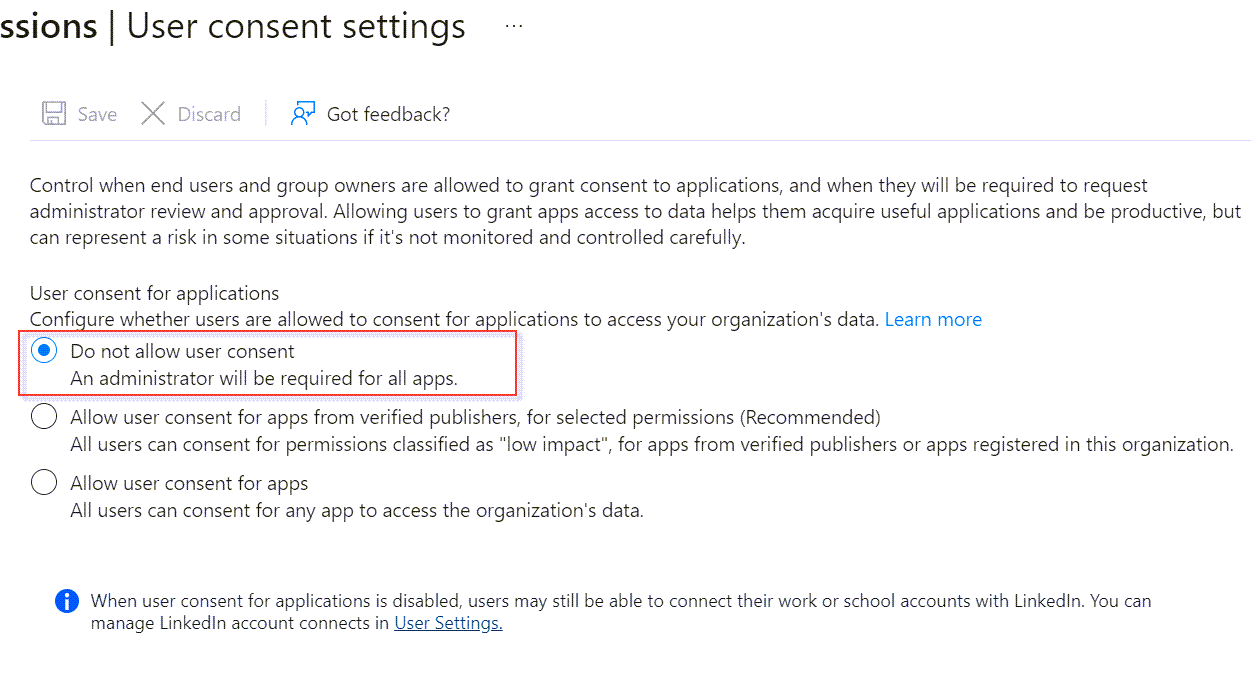 ssions | User consent settings ...
Save Discard Got feedback?
Control when end users and group owners are allowed to grant consent to applications, and when they will be required to request
administrator review and approval. Allowing users to grant apps access to data helps them acquire useful applications and be productive, but
can represent a risk in some situations if it's not monitored and controlled carefully.
User consent for applications
Configure whether users are allowed to consent for applications to access your organization's data. Learn more
Do not allow user consent
An administrator will be required for all apps.
Allow user consent for apps from verified publishers, for selected permissions (Recommended)
All users can consent for permissions classified as "low impact", for apps from verified publishers or apps registered in this organization.
Allow user consent for apps
All users can consent for any app to access the organization's data.
When user consent for applications is disabled, users may still be able to connect their work or school accounts with LinkedIn. You can
manage LinkedIn account connects in User Settings.